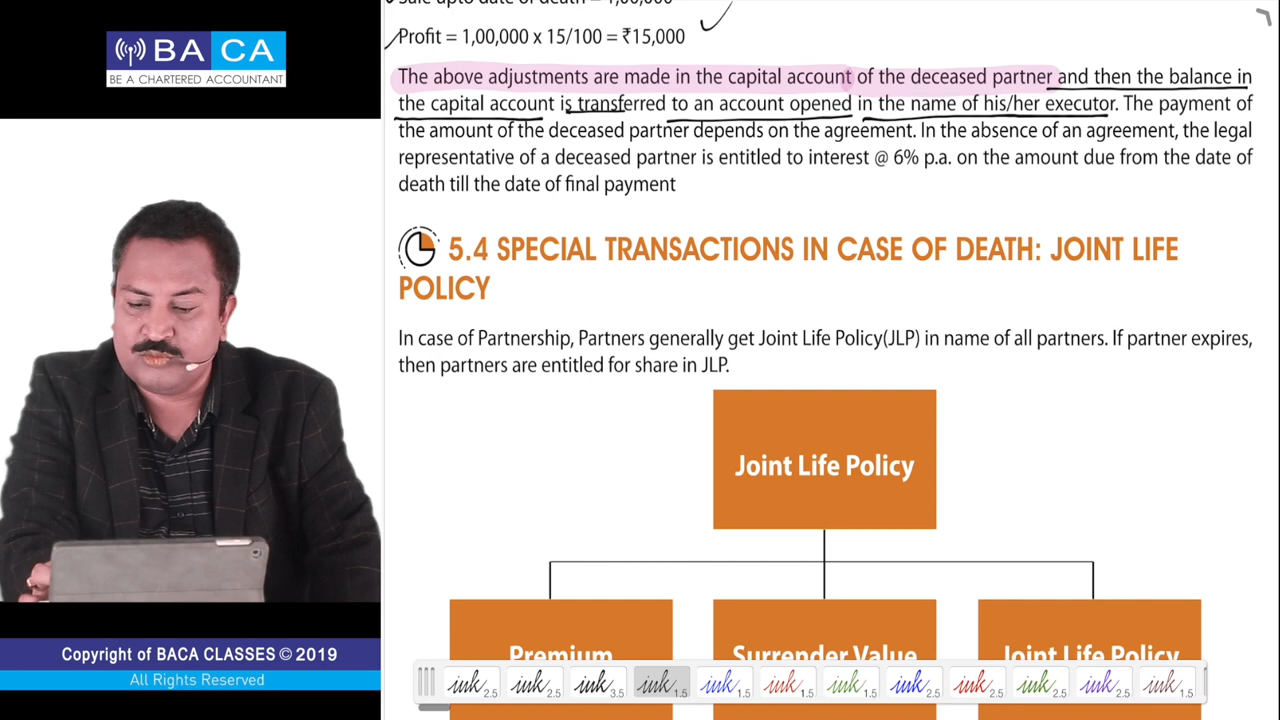 BA CA
BE A CHARTERED ACCOUNTANT
Sale upto date of death = 1,00,000
Profit = 1,00,000 x 15/100 = ₹15,000
The above adjustments are made in the capital account of the deceased partner and then the balance in
the capital account is transferred to an account opened in the name of his/her executor. The payment of
the amount of the deceased partner depends on the agreement. In the absence of an agreement, the legal
representative of a deceased partner is entitled to interest @ 6% p.a. on the amount due from the date of
death till the date of final payment
5.4 SPECIAL TRANSACTIONS IN CASE OF DEATH: JOINT LIFE
POLICY
In case of Partnership, Partners generally get Joint Life Policy(JLP) in name of all partners. If partner expires,
then partners are entitled for share in JLP.
Joint Life Policy
Premium Surrender Value Joint Life Policy
ink 2.5 ink 2.5 ink 3.5 ink 1.5 ink 1.5 ink 1.5 ink 1.5 ink 2.5 ink 2.5 ink 2.5 ink 2.5 ink 1.5
Copyright of BACA CLASSES © 2019
All Rights Reserved